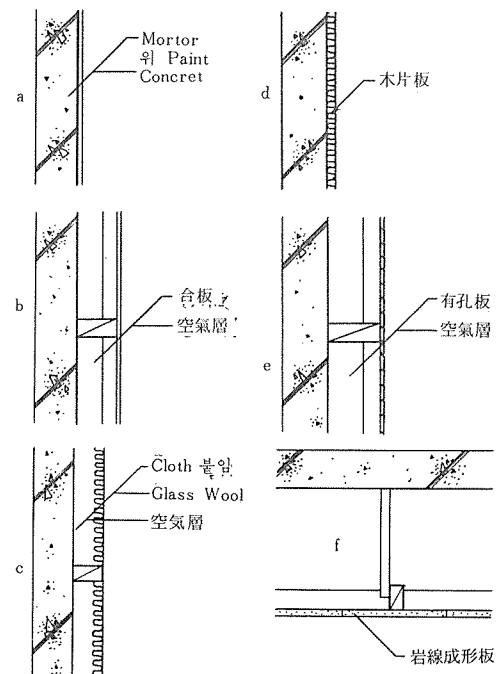 a
Mortor
위 Paint
Concret
b
合板
空氣層
c
Cloth 붙임
Glass Wool
空気層
d
木片板
e
有孔板
空氣層
f
岩線成形板